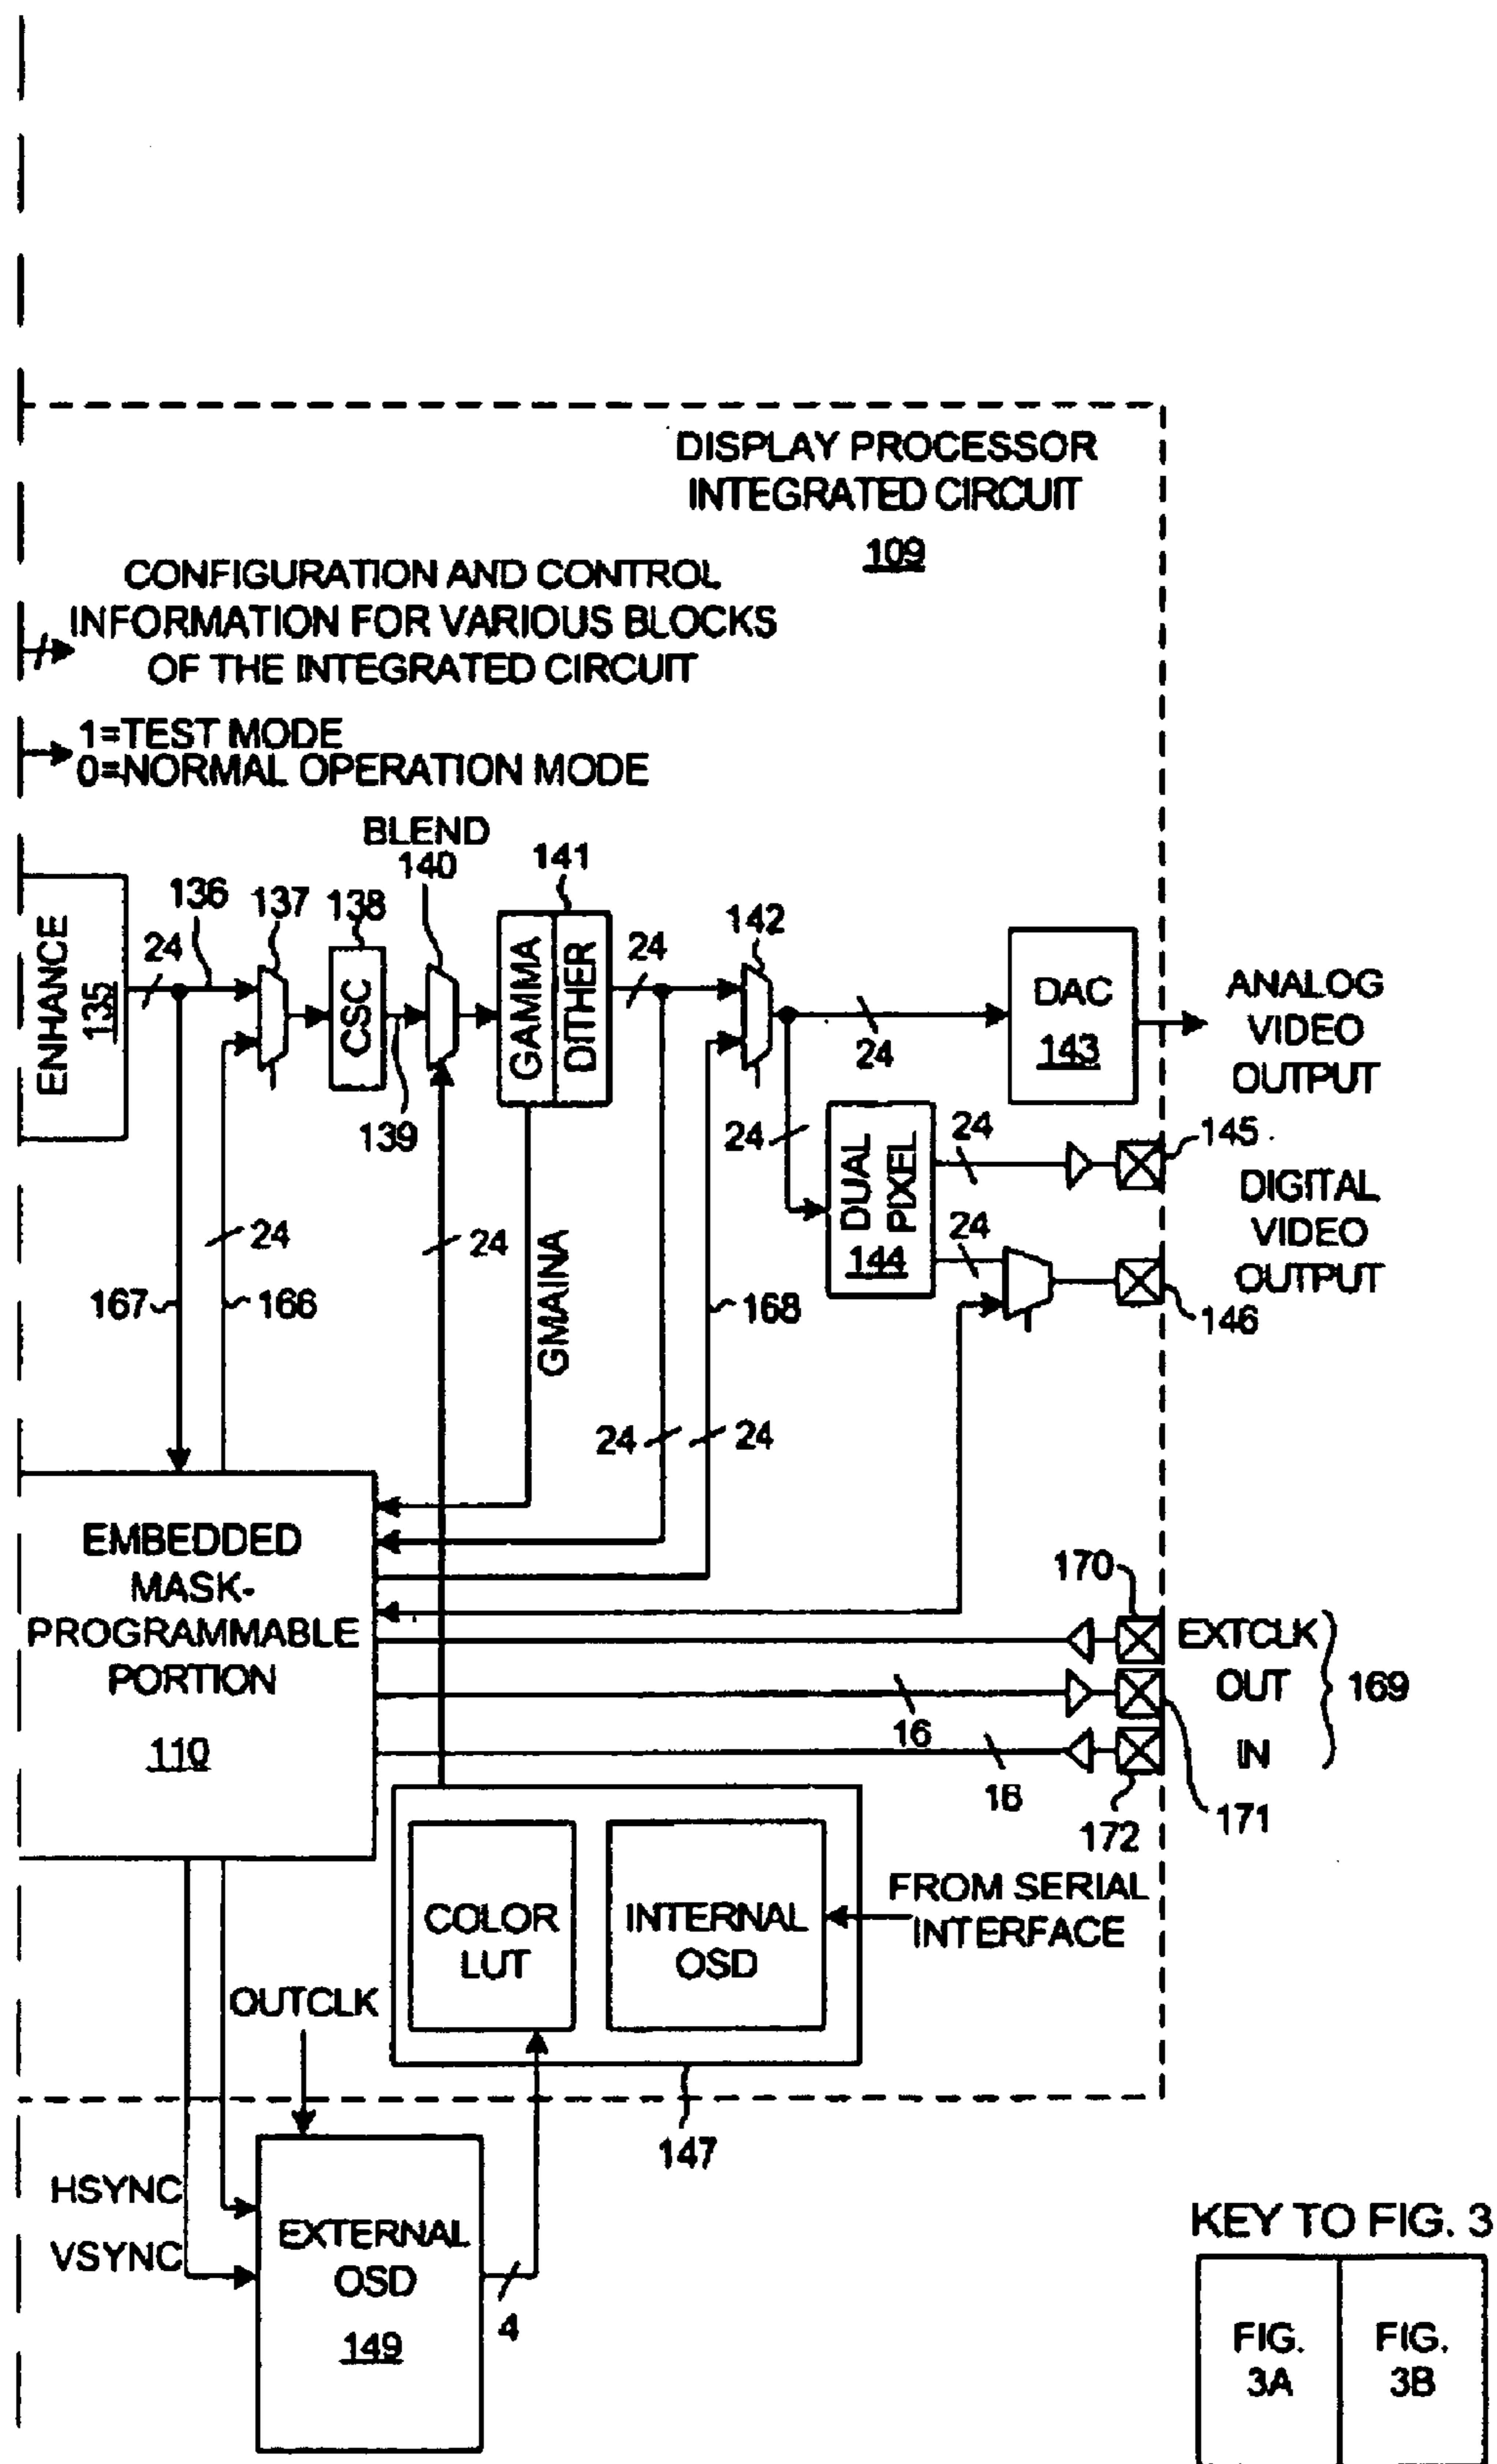 DISPLAY PROCESSOR
INTEGRATED CIRCUIT
109
CONFIGURATION AND CONTROL
INFORMATION FOR VARIOUS BLOCKS
OF THE INTEGRATED CIRCUIT
1=TEST MODE
0=NORMAL OPERATION MODE
BLEND
140
141
136
137
138
142
24
24
ENHANCE
135
CSC
GAMMA
DITHER
DAC
143
ANALOG
VIDEO
OUTPUT
24
139
24
24
145
DUAL
PIXEL
144
DIGITAL
VIDEO
OUTPUT
24
24
24
167
166
GMAINA
168
146
24
24
EMBEDDED
MASK-
PROGRAMMABLE
PORTION
110
170
EXTCLK
OUT
IN
169
16
16
171
172
COLOR
LUT
INTERNAL
OSD
FROM SERIAL
INTERFACE
OUTCLK
147
HSYNC
VSYNC
EXTERNAL
OSD
149
4
KEY TO FIG. 3
FIG.
3A
FIG.
3B